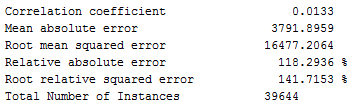 Correlation coefficient 0.0133
Mean absolute error 3791.8959
Root mean squared error 16477.2064
Relative absolute error 118.2936 %
Root relative squared error 141.7153 %
Total Number of Instances 39644